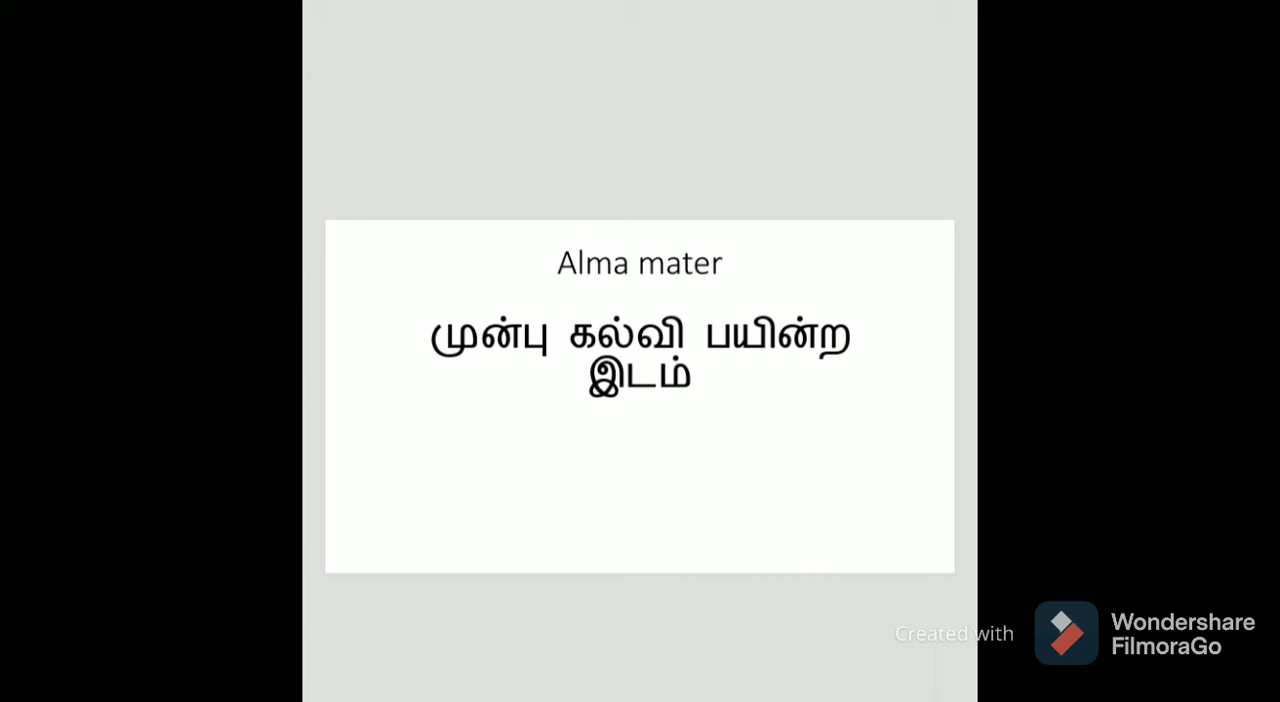 Alma mater
முன்பு கல்வி பயின்ற
இடம்
Created with
Wondershare
FilmoraGo